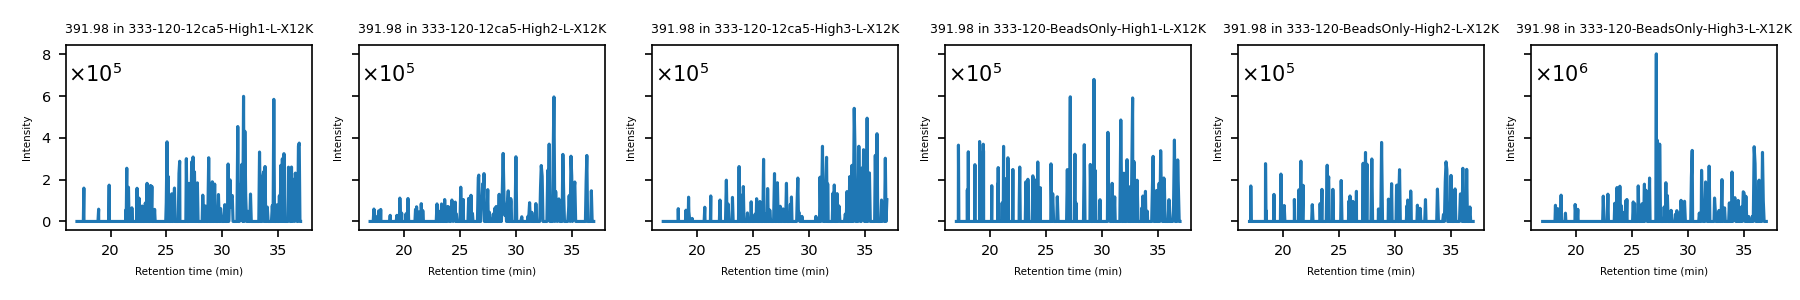 391.98 in 333-120-12ca5-High1-L-X12K
391.98 in 333-120-12ca5-High2-L-X12K
391.98 in 333-120-12ca5-High3-L-X12K
391.98 in 333-120-BeadsOnly-High1-L-X12K
391.98 in 333-120-BeadsOnly-High2-L-X12K
391.98 in 333-120-BeadsOnly-High3-L-X12K
8
6
4
2
0
Intensity
×10⁵
20 25 30 35
Retention time (min)
Intensity
×10⁵
20 25 30 35
Retention time (min)
Intensity
×10⁵
20 25 30 35
Retention time (min)
Intensity
×10⁵
20 25 30 35
Retention time (min)
Intensity
×10⁵
20 25 30 35
Retention time (min)
Intensity
×10⁶
20 25 30 35
Retention time (min)